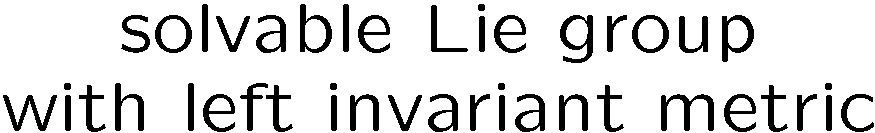 solvable Lie group
with left invariant metric